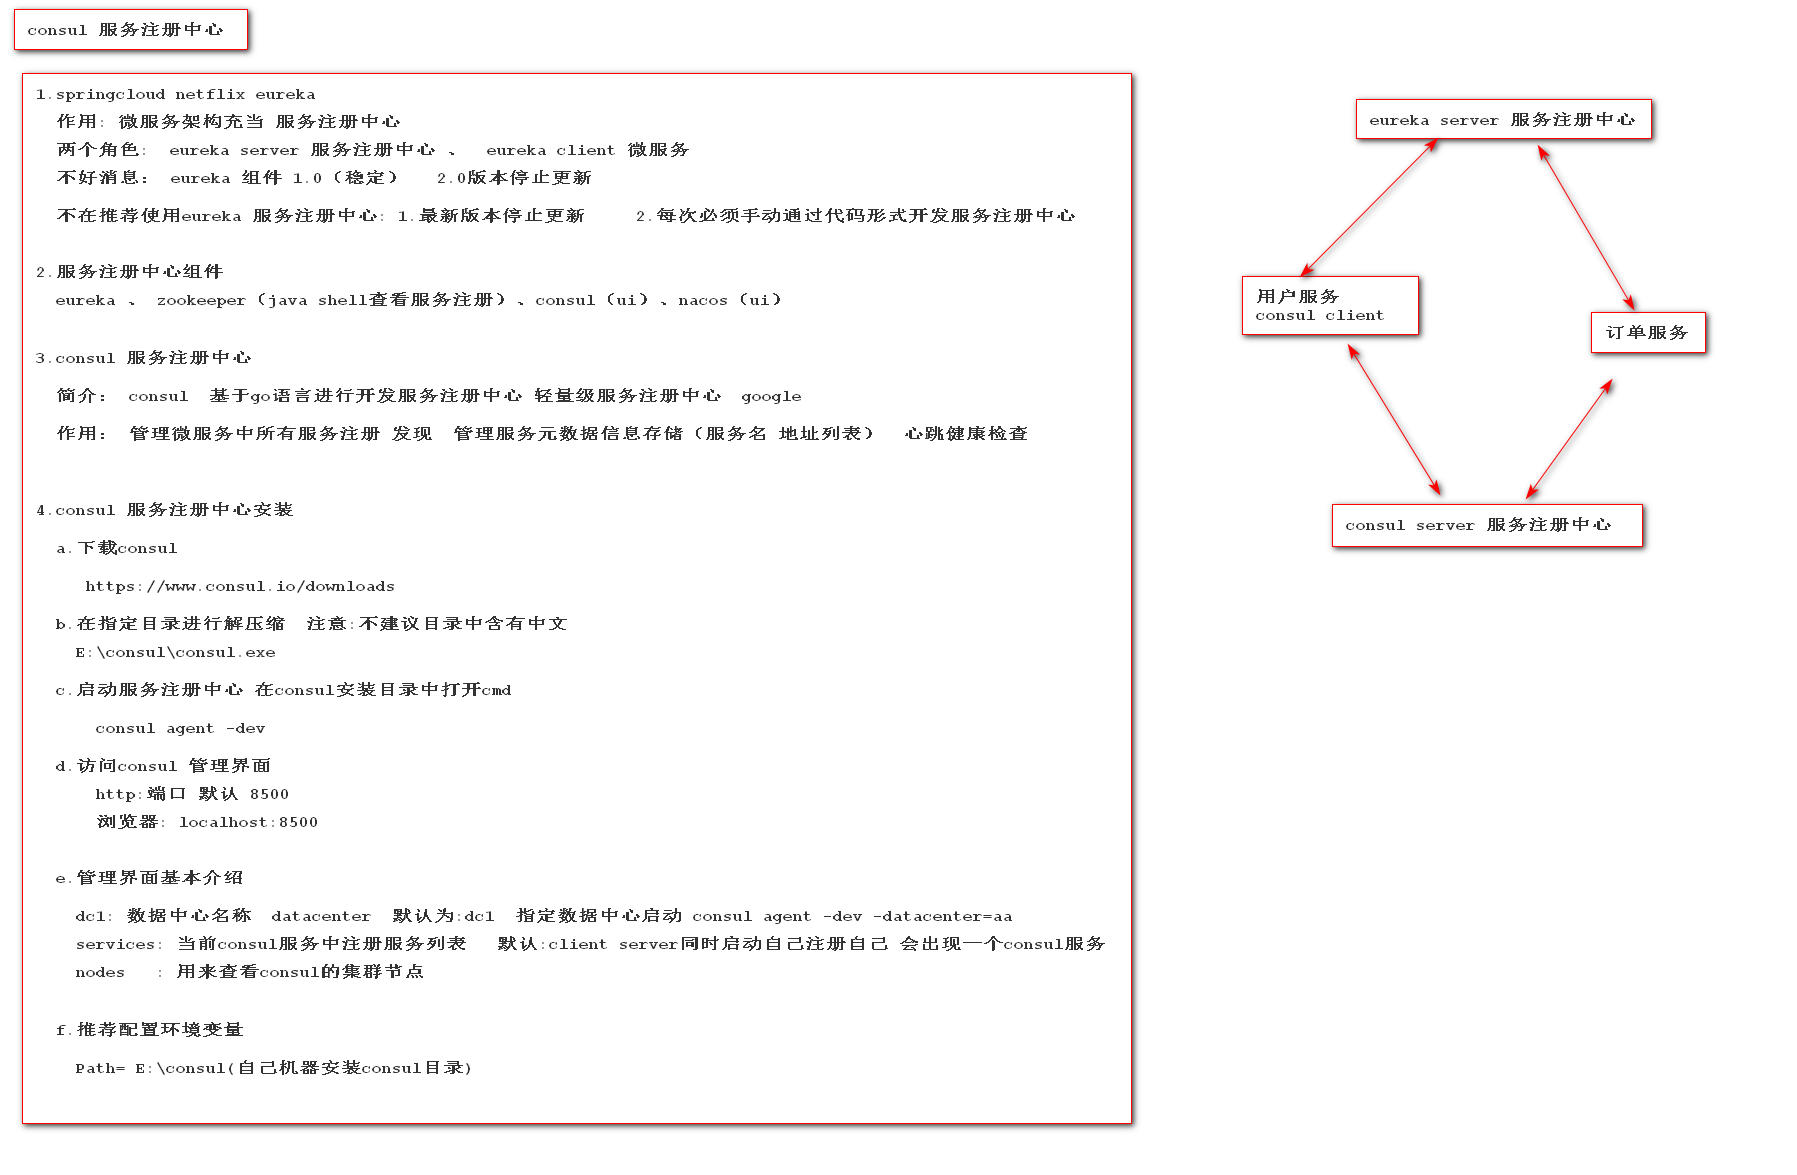 consul 服务注册中心
1.springcloud netflix eureka
作用: 微服务架构充当 服务注册中心
两个角色: eureka server 服务注册中心 、 eureka client 微服务
不好消息： eureka 组件 1.0（稳定） 2.0版本停止更新
不在推荐使用eureka 服务注册中心: 1.最新版本停止更新 2.每次必须手动通过代码形式开发服务注册中心
2.服务注册中心组件
eureka 、 zookeeper（java shell查看服务注册）、consul（ui）、nacos（ui）
3.consul 服务注册中心
简介： consul 基于go语言进行开发服务注册中心 轻量级服务注册中心 google
作用： 管理微服务中所有服务注册 发现 管理服务元数据信息存储（服务名 地址列表） 心跳健康检查
4.consul 服务注册中心安装
a.下载consul
https://www.consul.io/downloads
b.在指定目录进行解压缩 注意:不建议目录中含有中文
E:\consul\consul.exe
c.启动服务注册中心 在consul安装目录中打开cmd
consul agent -dev
d.访问consul 管理界面
http:端口 默认 8500
浏览器: localhost:8500
e.管理界面基本介绍
dc1: 数据中心名称 datacenter 默认为:dc1 指定数据中心启动 consul agent -dev -datacenter=aa
services: 当前consul服务中注册服务列表 默认:client server同时启动自己注册自己 会出现一个consul服务
nodes : 用来查看consul的集群节点
f.推荐配置环境变量
Path= E:\consul(自己机器安装consul目录)
eureka server 服务注册中心
用户服务
consul client
订单服务
consul server 服务注册中心